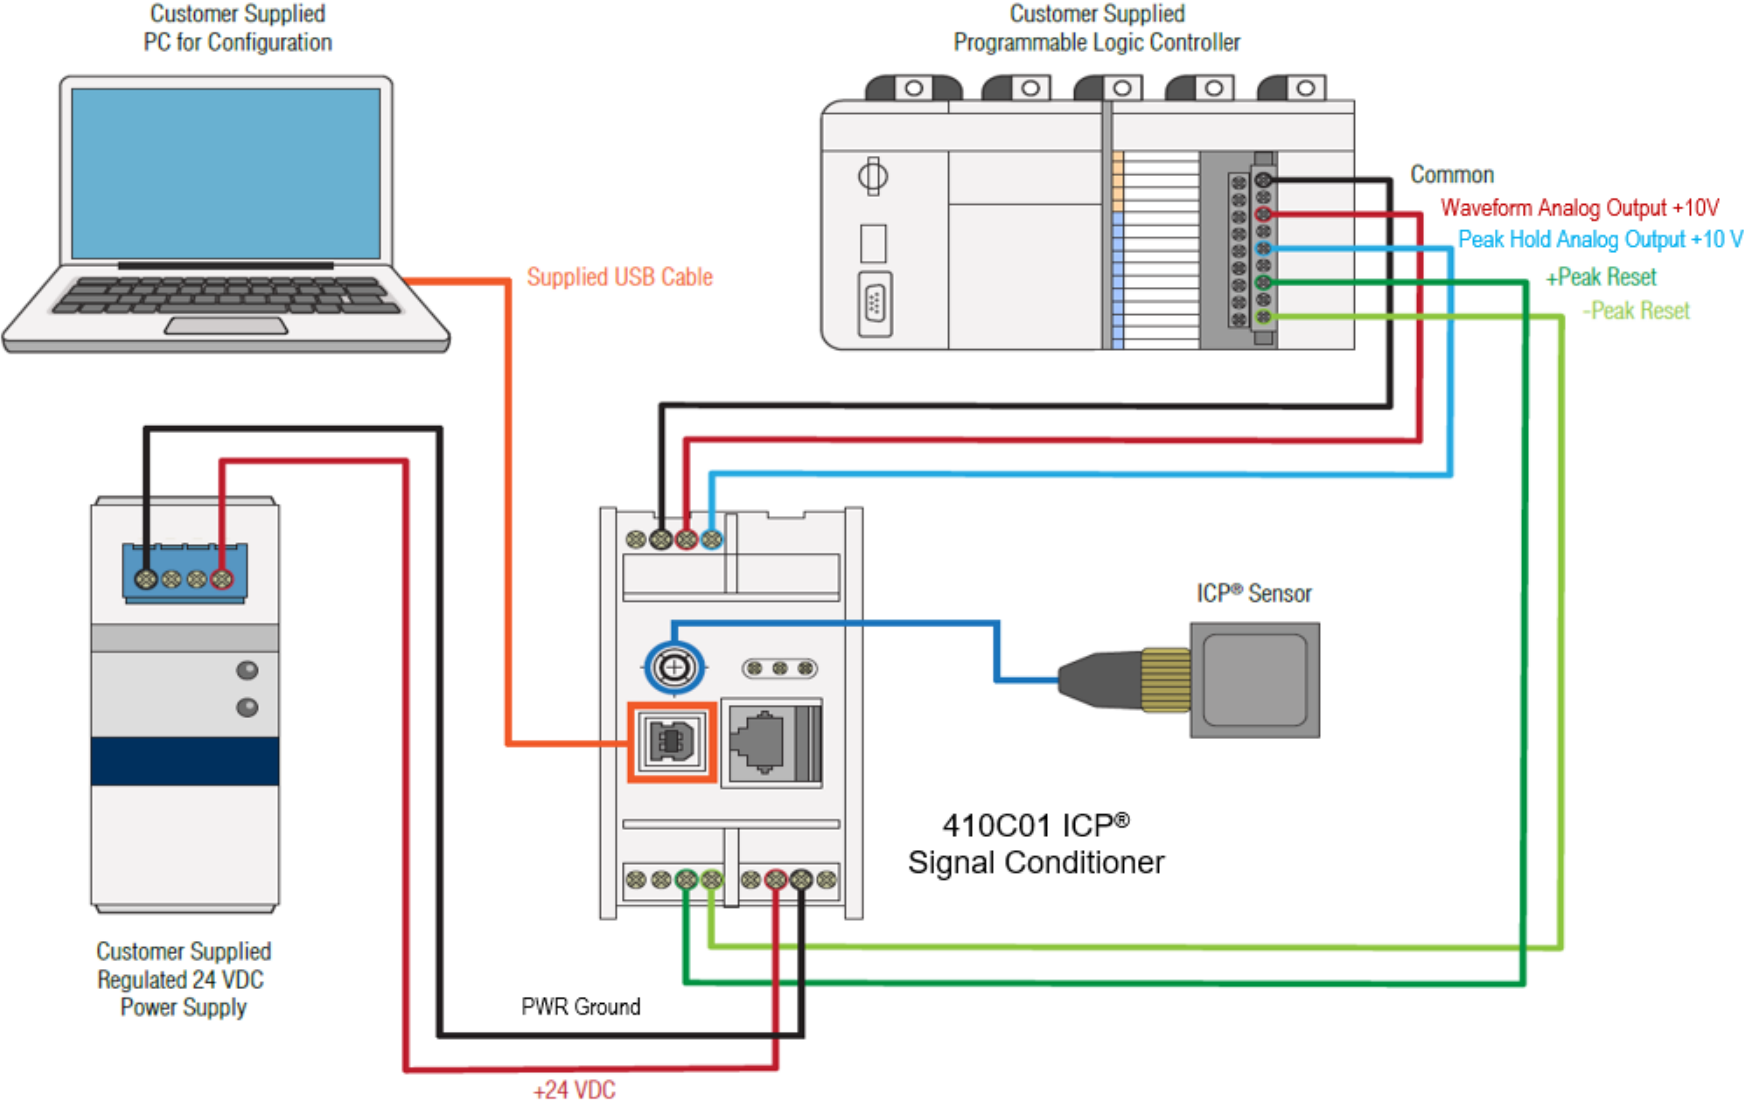 Customer Supplied
PC for Configuration
Customer Supplied
Programmable Logic Controller
Common
Waveform Analog Output +10V
Peak Hold Analog Output +10 V
+Peak Reset
-Peak Reset
Supplied USB Cable
ICP® Sensor
410C01 ICP®
Signal Conditioner
Customer Supplied
Regulated 24 VDC
Power Supply
PWR Ground
+24 VDC